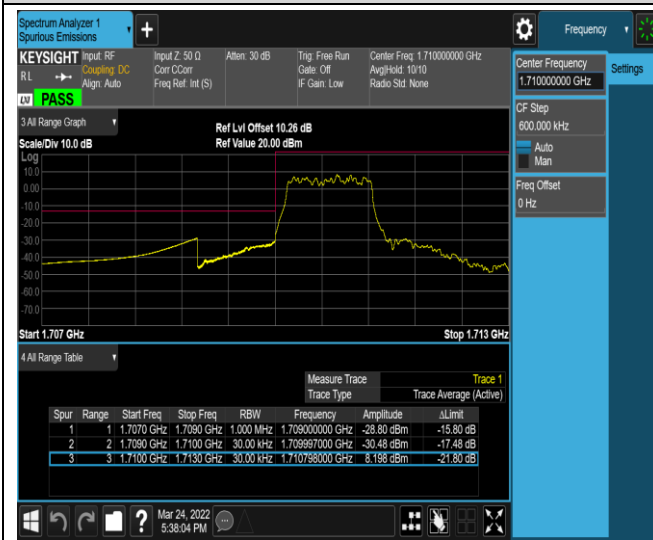 Spectrum Analyzer 1
Spurious Emissions
+
Frequency
KEYSIGHT
RL
LXI PASS
Input: RF
Coupling: DC
Align: Auto
Input Z: 50 Ω
Corr CCorr
Freq Ref: Int (S)
Atten: 30 dB
Trig: Free Run
Gate: Off
IF Gain: Low
Center Freq: 1.710000000 GHz
Avg|Hold: 10/10
Radio Std: None
Center Frequency
1.710000000 GHz
Settings
CF Step
600.000 kHz
Auto
Man
Freq Offset
0 Hz
3 All Range Graph
Scale/Div 10.0 dB
Ref Lvl Offset 10.26 dB
Ref Value 20.00 dBm
Log
10.0
0.00
-10.0
-20.0
-30.0
-40.0
-50.0
-60.0
-70.0
Start 1.707 GHz
Stop 1.713 GHz
4 All Range Table
Measure Trace Trace 1
Trace Type Trace Average (Active)
Spur Range Start Freq Stop Freq RBW Frequency Amplitude ΔLimit
1 1 1.7070 GHz 1.7090 GHz 1.000 MHz 1.709000000 GHz -28.80 dBm -15.80 dB
2 2 1.7090 GHz 1.7100 GHz 30.00 kHz 1.709997000 GHz -30.48 dBm -17.48 dB
3 3 1.7100 GHz 1.7130 GHz 30.00 kHz 1.710798000 GHz 8.198 dBm -21.80 dB
?
Mar 24, 2022
5:38:04 PM